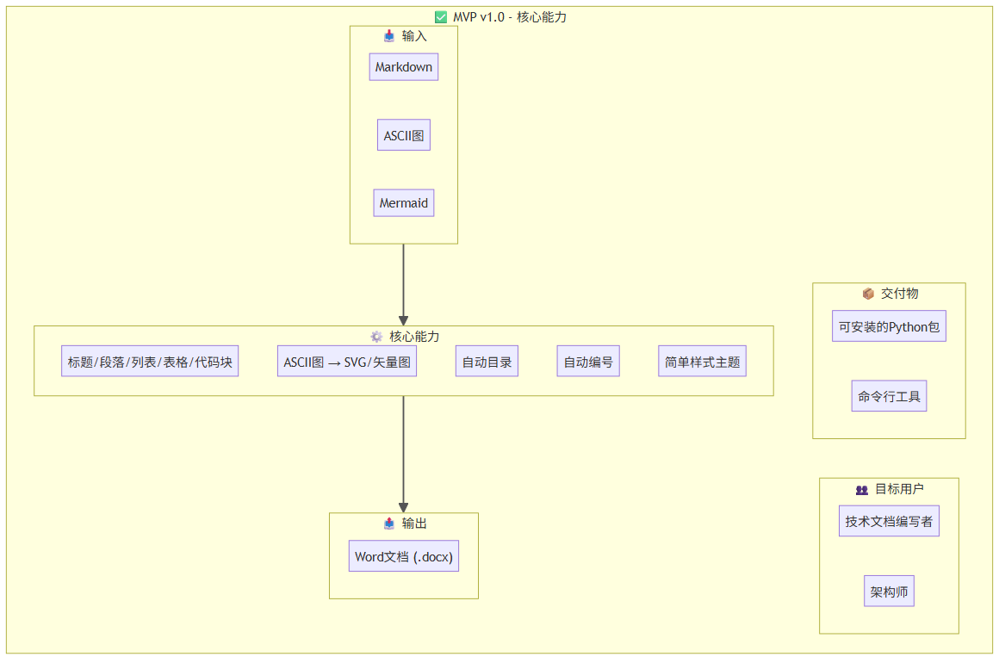 ✅ MVP v1.0 - 核心能力
📥 输入
Markdown
ASCII图
Mermaid
⚙️ 核心能力
标题/段落/列表/表格/代码块
ASCII图 → SVG/矢量图
自动目录
自动编号
简单样式主题
📤 输出
Word文档 (.docx)
📦 交付物
可安装的Python包
命令行工具
👥 目标用户
技术文档编写者
架构师